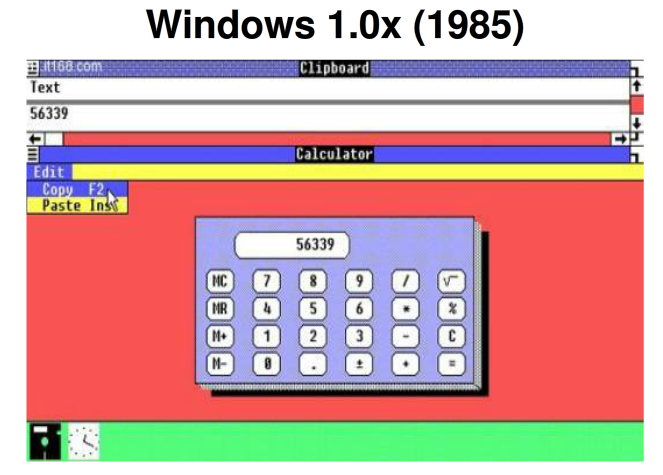 Windows 1.0x (1985)
.it168.com
Clipboard
Text
56339
Calculator
Edit
Copy F2
Paste Ins
56339
MC 7 8 9 / √
MR 4 5 6 * %
M+ 1 2 3 - C
M- 0 . ± + =